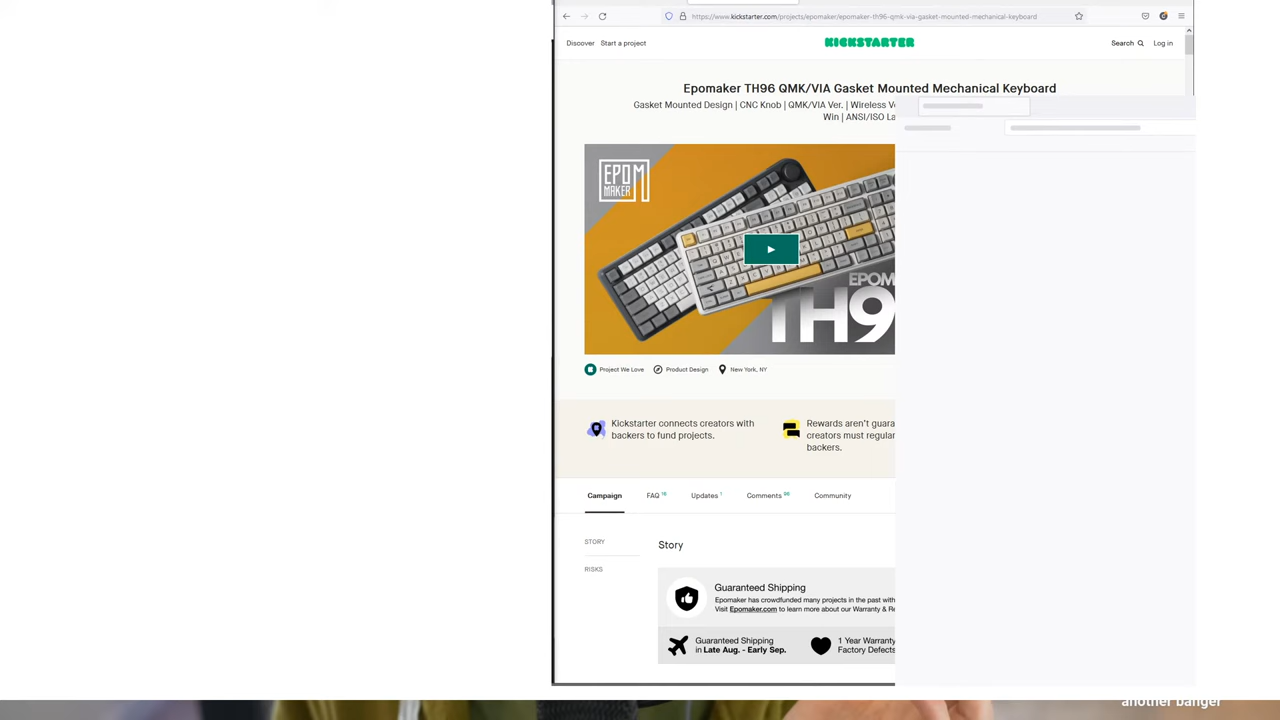 https://www.kickstarter.com/projects/epomaker/epomaker-th96-qmk-via-gasket-mounted-mechanical-keyboard
Discover Start a project KICKSTARTER Search Log in
Epomaker TH96 QMK/VIA Gasket Mounted Mechanical Keyboard
Gasket Mounted Design | CNC Knob | QMK/VIA Ver. | Wireless
Win | ANSI/ISO
EPOM
MAKER
EPOM
TH9
Project We Love Product Design New York, NY
Kickstarter connects creators with
backers to fund projects.
Rewards aren't
creators must
backers.
Campaign FAQ 16 Updates 1 Comments 96 Community
STORY
RISKS
Story
Guaranteed Shipping
Epomaker has crowdfunded many projects in the past with
Visit Epomaker.com to learn more about our Warranty &
Guaranteed Shipping
in Late Aug. - Early Sep.
1 Year Warranty
Factory Defects
another banger